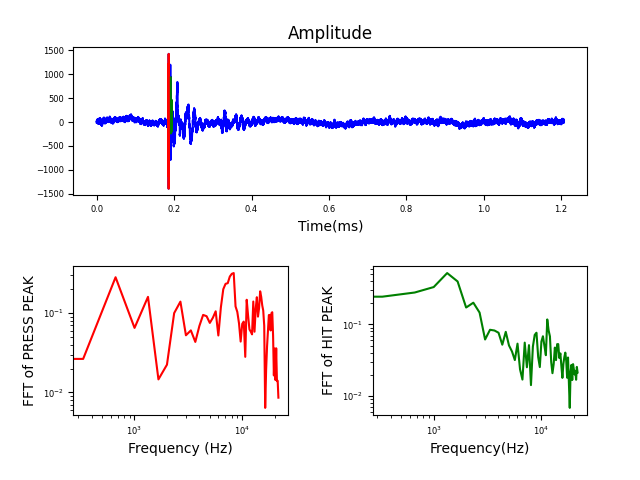 Amplitude
1500
1000
500
0
−500
−1000
−1500
0.0 0.2 0.4 0.6 0.8 1.0 1.2
Time(ms)
FFT of PRESS PEAK
10⁻¹
10⁻²
10³ 10⁴
Frequency (Hz)
FFT of HIT PEAK
10⁻¹
10⁻²
10³ 10⁴
Frequency(Hz)